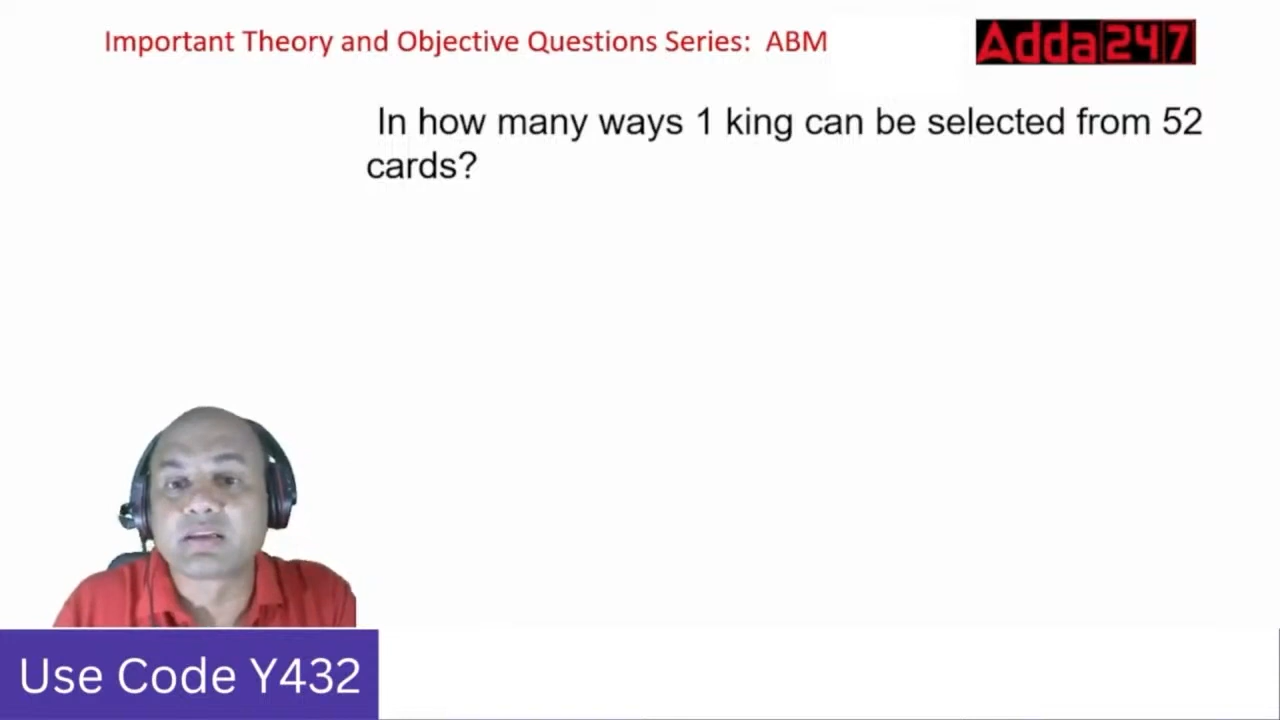 Important Theory and Objective Questions Series: ABM
Adda247
In how many ways 1 king can be selected from 52
cards?
Use Code Y432